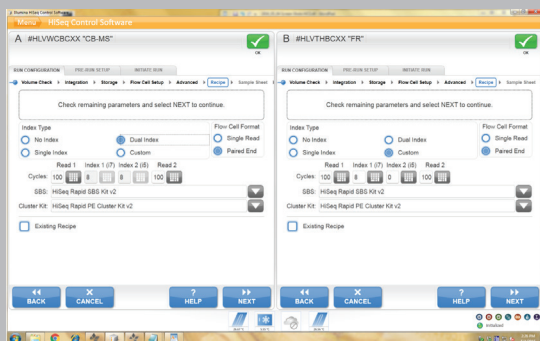 Illumina HiSeq Control Software
Menu HiSeq Control Software
A #HLVWCBCXX "CB-MS"
OK
RUN CONFIGURATION PRE-RUN SETUP INITIATE RUN
Volume Check Integration Storage Flow Cell Setup Advanced Recipe Sample Sheet
Check remaining parameters and select NEXT to continue.
Index Type Flow Cell Format
No Index Dual Index Single Read
Single Index Custom Paired End
Read 1 Index 1 (i7) Index 2 (i5) Read 2
Cycles: 100 8 8 100
SBS: HiSeq Rapid SBS Kit v2
Cluster Kit: HiSeq Rapid PE Cluster Kit v2
Existing Recipe
BACK CANCEL HELP NEXT
B #HLVTHBCXX "FR"
OK
RUN CONFIGURATION PRE-RUN SETUP INITIATE RUN
Volume Check Integration Storage Flow Cell Setup Advanced Recipe Sample Sheet
Check remaining parameters and select NEXT to continue.
Index Type Flow Cell Format
No Index Dual Index Single Read
Single Index Custom Paired End
Read 1 Index 1 (i7) Index 2 (i5) Read 2
Cycles: 100 8 0 100
SBS: HiSeq Rapid SBS Kit v2
Cluster Kit: HiSeq Rapid PE Cluster Kit v2
Existing Recipe
BACK CANCEL HELP NEXT
Initialized